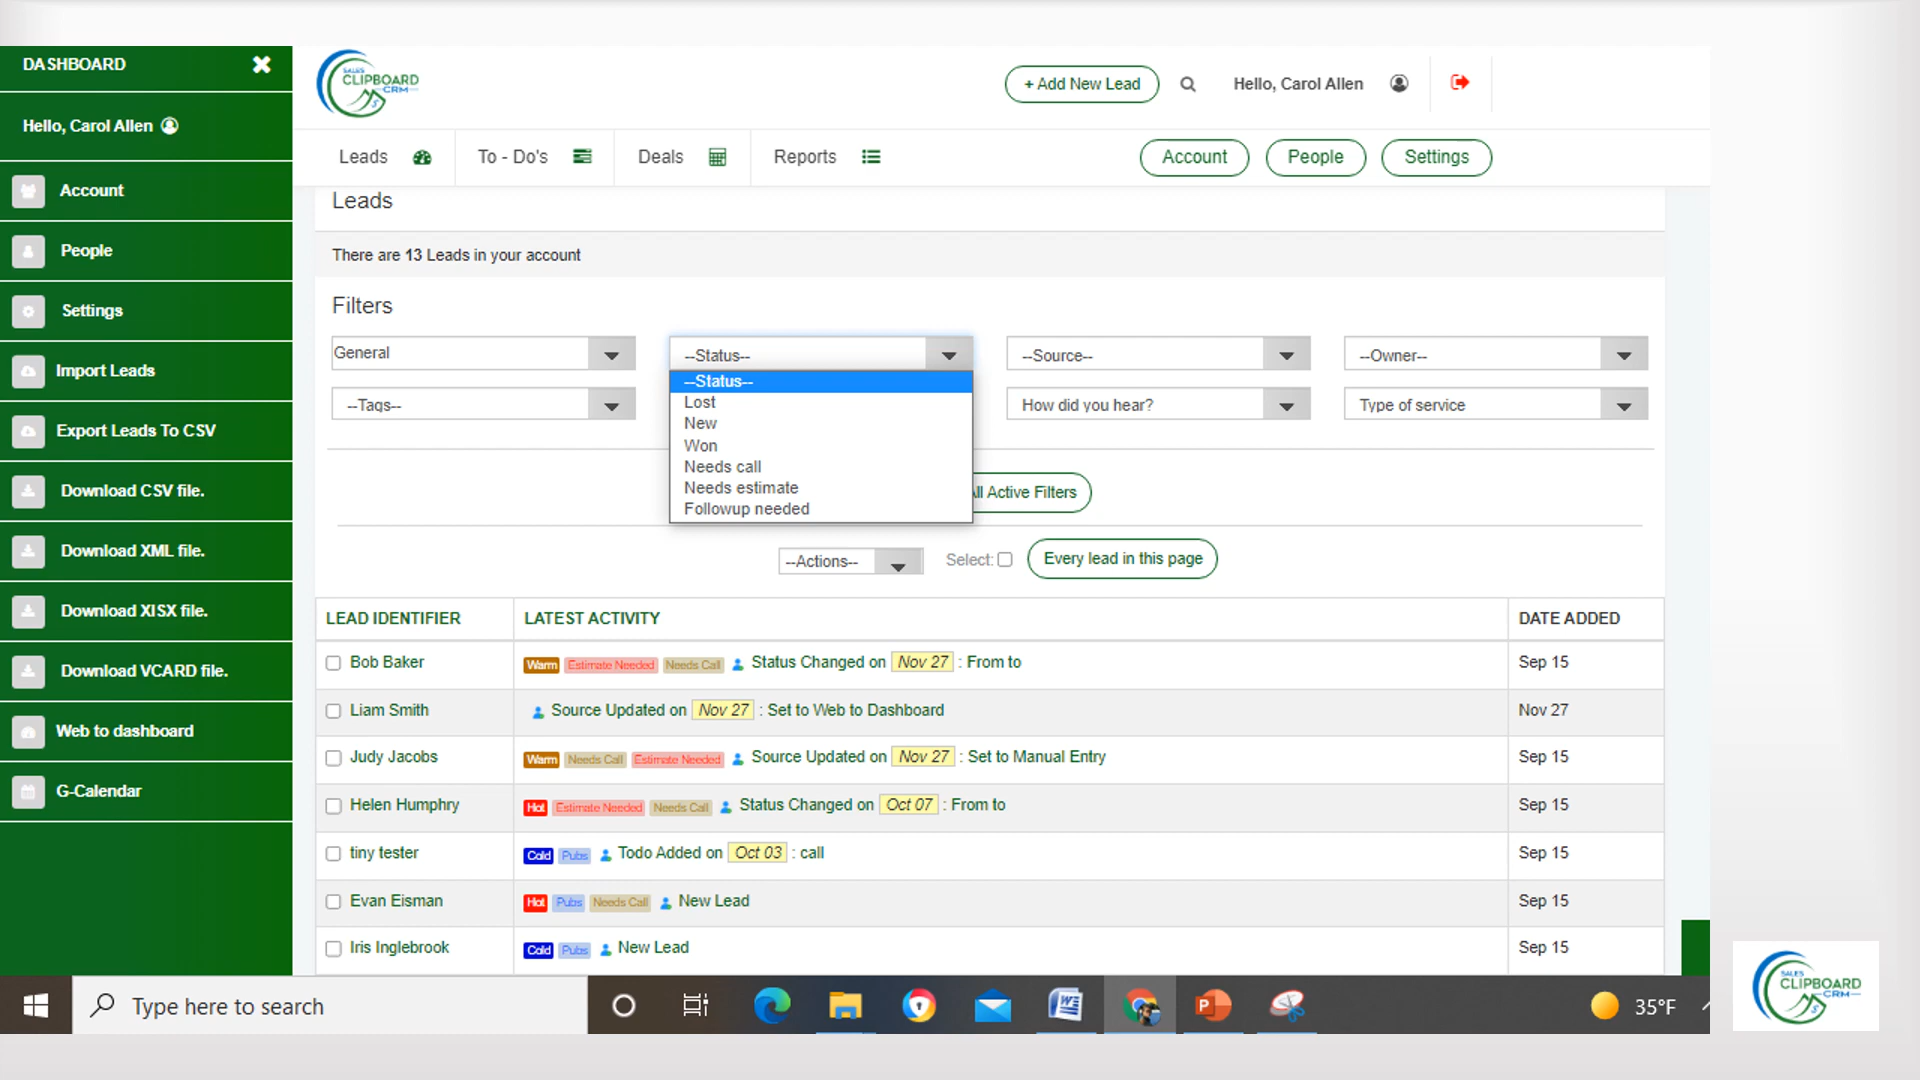 DASHBOARD
Hello, Carol Allen
Account
People
Settings
Import Leads
Export Leads To CSV
Download CSV file.
Download XML file.
Download XlSX file.
Download VCARD file.
Web to dashboard
G-Calendar
SALES
CLIPBOARD
CRM
+ Add New Lead
Hello, Carol Allen
Leads
To - Do's
Deals
Reports
Account
People
Settings
Leads
There are 13 Leads in your account
Filters
General
--Status--
--Source--
--Owner--
--Tags--
How did you hear?
Type of service
--Status--
Lost
New
Won
Needs call
Needs estimate
Followup needed
All Active Filters
--Actions--
Select:
Every lead in this page
LEAD IDENTIFIER LATEST ACTIVITY DATE ADDED
Bob Baker Warm Estimate Needed Needs Call Status Changed on Nov 27 : From to Sep 15
Liam Smith Source Updated on Nov 27 : Set to Web to Dashboard Nov 27
Judy Jacobs Warm Needs Call Estimate Needed Source Updated on Nov 27 : Set to Manual Entry Sep 15
Helen Humphry Hot Estimate Needed Needs Call Status Changed on Oct 07 : From to Sep 15
tiny tester Cold Pubs Todo Added on Oct 03 : call Sep 15
Evan Eisman Hot Pubs Needs Call New Lead Sep 15
Iris Inglebrook Cold Pubs New Lead Sep 15
Type here to search
35°F
SALES
CLIPBOARD
CRM